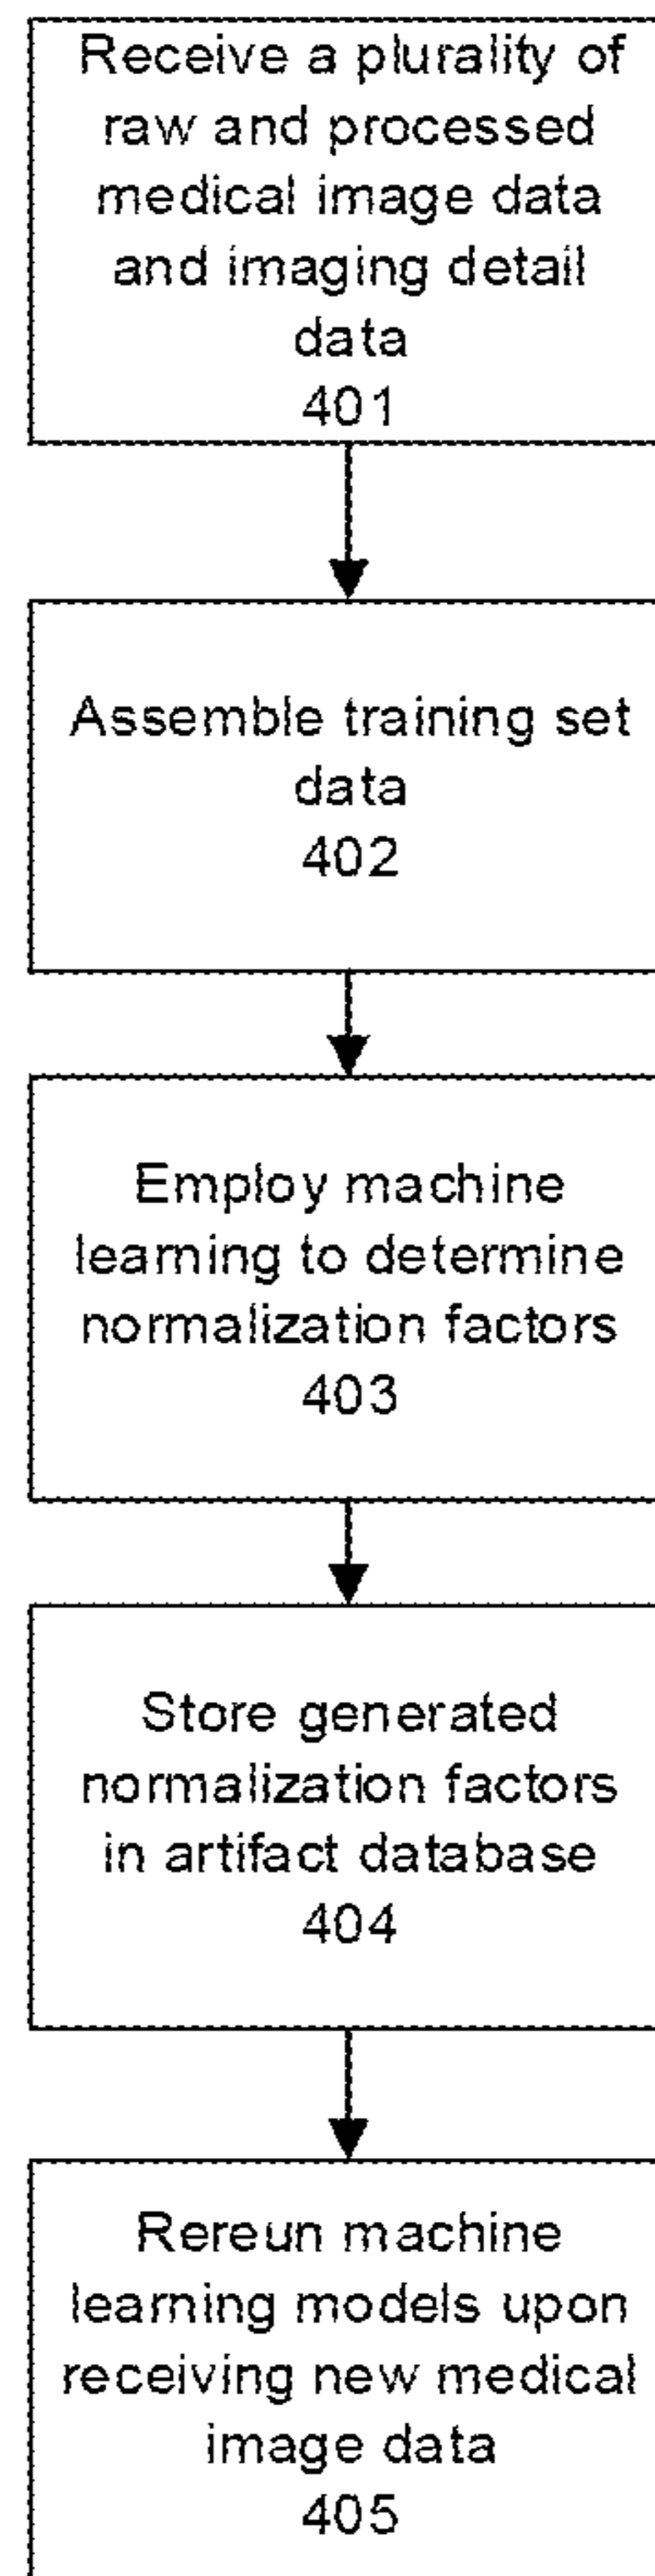 Receive a plurality of
raw and processed
medical image data
and imaging detail
data
401
Assemble training set
data
402
Employ machine
learning to determine
normalization factors
403
Store generated
normalization factors
in artifact database
404
Rereun machine
learning models upon
receiving new medical
image data
405